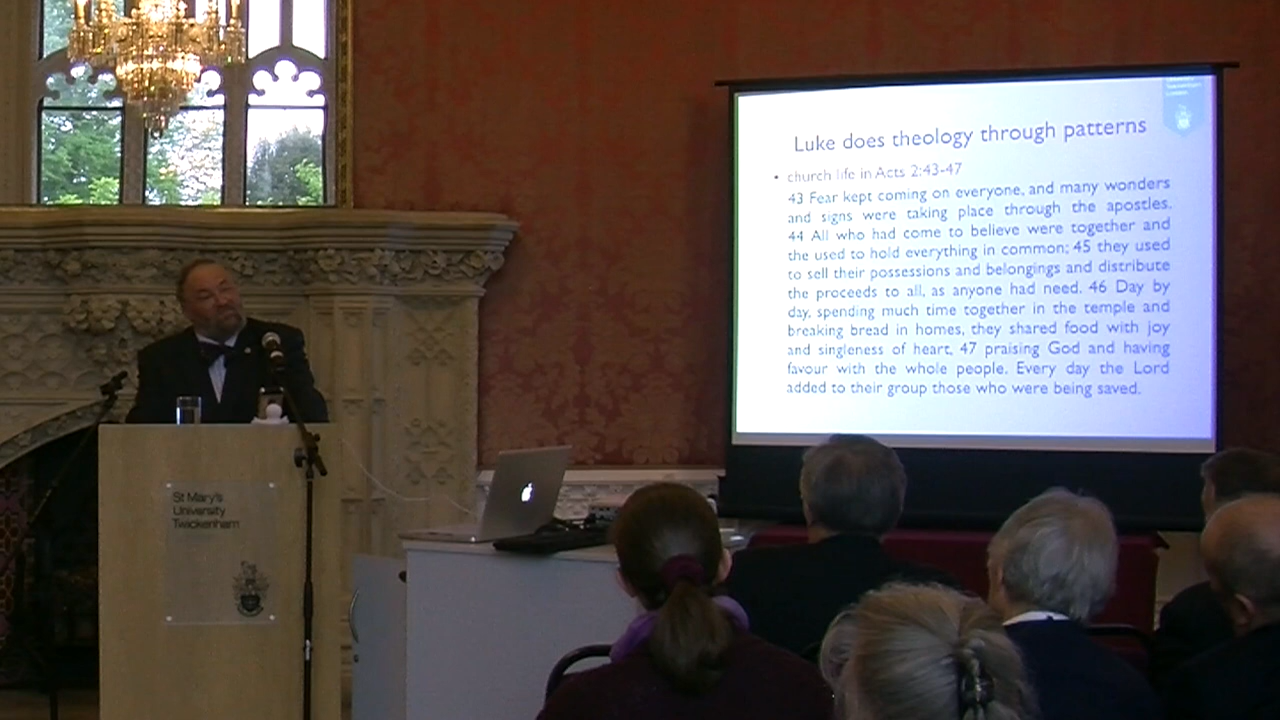 Luke does theology through patterns
• church life in Acts 2:43-47
43 Fear kept coming on everyone, and many wonders
and signs were taking place through the apostles.
44 All who had come to believe were together and
the used to hold everything in common; 45 they used
to sell their possessions and belongings and distribute
the proceeds to all, as anyone had need. 46 Day by
day, spending much time together in the temple and
breaking bread in homes, they shared food with joy
and singleness of heart, 47 praising God and having
favour with the whole people. Every day the Lord
added to their group those who were being saved.
St Mary's
University
Twickenham